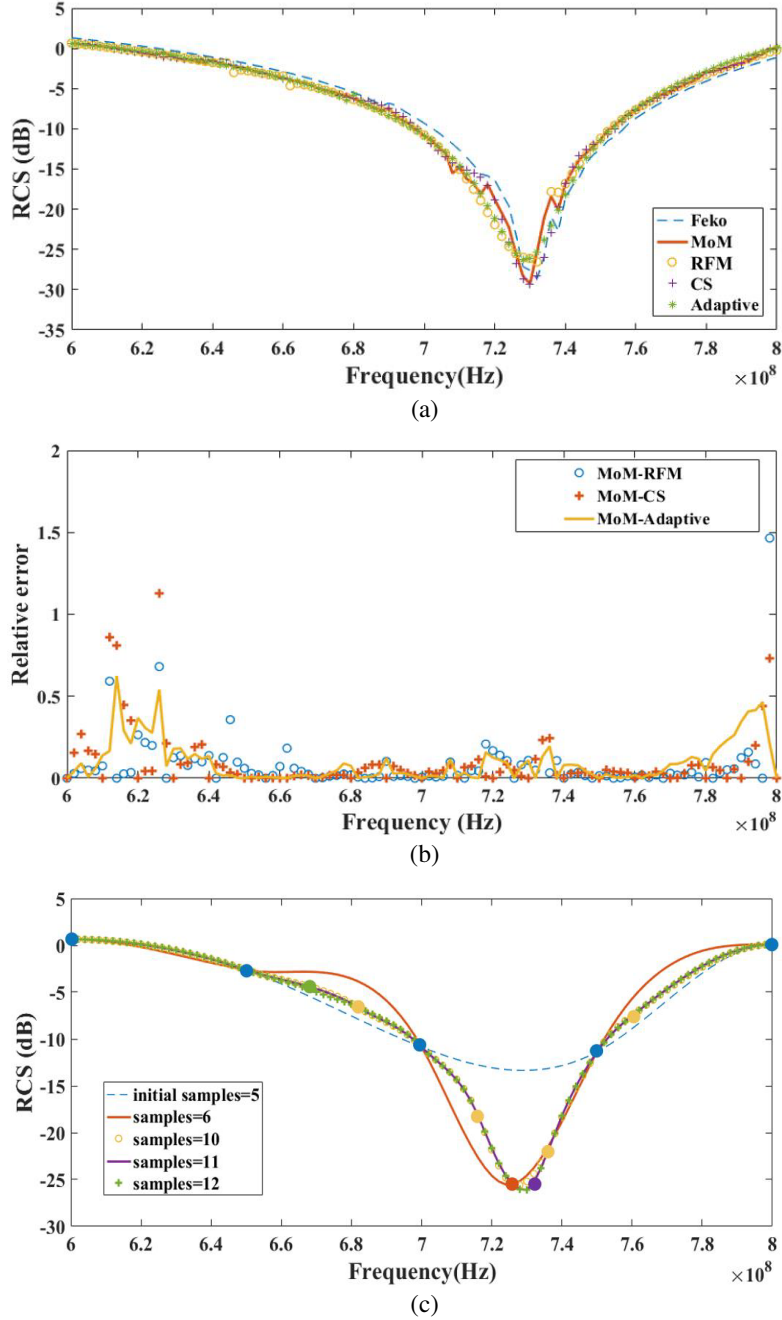 5
0
-5
-10
-15
-20
-25
-30
-35
RCS (dB)
Feko
MoM
RFM
CS
Adaptive
6 6.2 6.4 6.6 6.8 7 7.2 7.4 7.6 7.8 8
Frequency(Hz)
×10⁸
(a)
2
1.5
1
0.5
0
Relative error
MoM-RFM
MoM-CS
MoM-Adaptive
6 6.2 6.4 6.6 6.8 7 7.2 7.4 7.6 7.8 8
Frequency (Hz)
×10⁸
(b)
5
0
-5
-10
-15
-20
-25
-30
RCS (dB)
initial samples=5
samples=6
samples=10
samples=11
samples=12
6 6.2 6.4 6.6 6.8 7 7.2 7.4 7.6 7.8 8
Frequency(Hz)
×10⁸
(c)